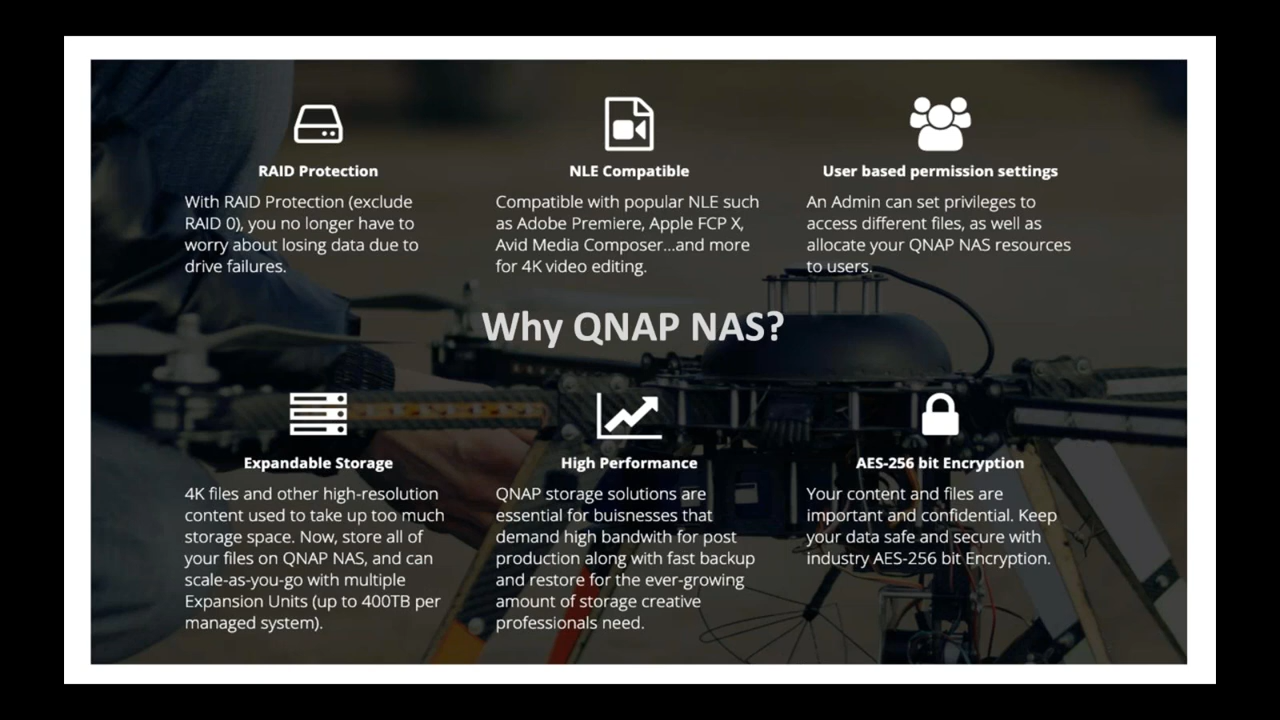 RAID Protection
With RAID Protection (exclude
RAID 0), you no longer have to
worry about losing data due to
drive failures.
NLE Compatible
Compatible with popular NLE such
as Adobe Premiere, Apple FCP X,
Avid Media Composer...and more
for 4K video editing.
User based permission settings
An Admin can set privileges to
access different files, as well as
allocate your QNAP NAS resources
to users.
Why QNAP NAS?
Expandable Storage
4K files and other high-resolution
content used to take up too much
storage space. Now, store all of
your files on QNAP NAS, and can
scale-as-you-go with multiple
Expansion Units (up to 400TB per
managed system).
High Performance
QNAP storage solutions are
essential for buisnesses that
demand high bandwith for post
production along with fast backup
and restore for the ever-growing
amount of storage creative
professionals need.
AES-256 bit Encryption
Your content and files are
important and confidential. Keep
your data safe and secure with
industry AES-256 bit Encryption.